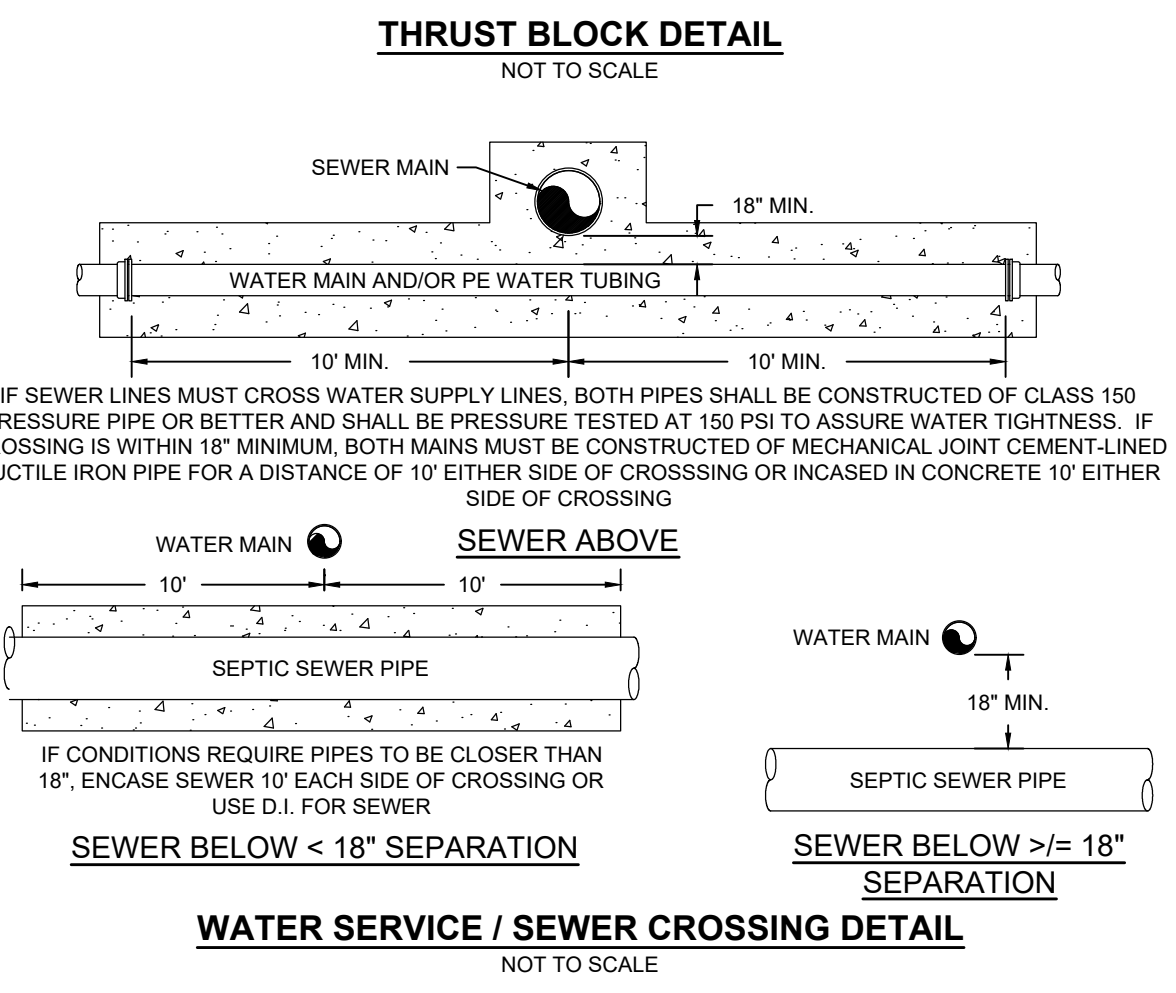 THRUST BLOCK DETAIL
NOT TO SCALE
SEWER MAIN
18" MIN.
WATER MAIN AND/OR PE WATER TUBING
10' MIN.
10' MIN.
IF SEWER LINES MUST CROSS WATER SUPPLY LINES, BOTH PIPES SHALL BE CONSTRUCTED OF CLASS 150
RESSURE PIPE OR BETTER AND SHALL BE PRESSURE TESTED AT 150 PSI TO ASSURE WATER TIGHTNESS. IF
OSSING IS WITHIN 18" MINIMUM, BOTH MAINS MUST BE CONSTRUCTED OF MECHANICAL JOINT CEMENT-LINED
UCTILE IRON PIPE FOR A DISTANCE OF 10' EITHER SIDE OF CROSSSING OR INCASED IN CONCRETE 10' EITHER
SIDE OF CROSSING
SEWER ABOVE
WATER MAIN
10'
10'
SEPTIC SEWER PIPE
IF CONDITIONS REQUIRE PIPES TO BE CLOSER THAN
18", ENCASE SEWER 10' EACH SIDE OF CROSSING OR
USE D.I. FOR SEWER
SEWER BELOW < 18" SEPARATION
WATER MAIN
18" MIN.
SEPTIC SEWER PIPE
SEWER BELOW >/= 18"
SEPARATION
WATER SERVICE / SEWER CROSSING DETAIL
NOT TO SCALE